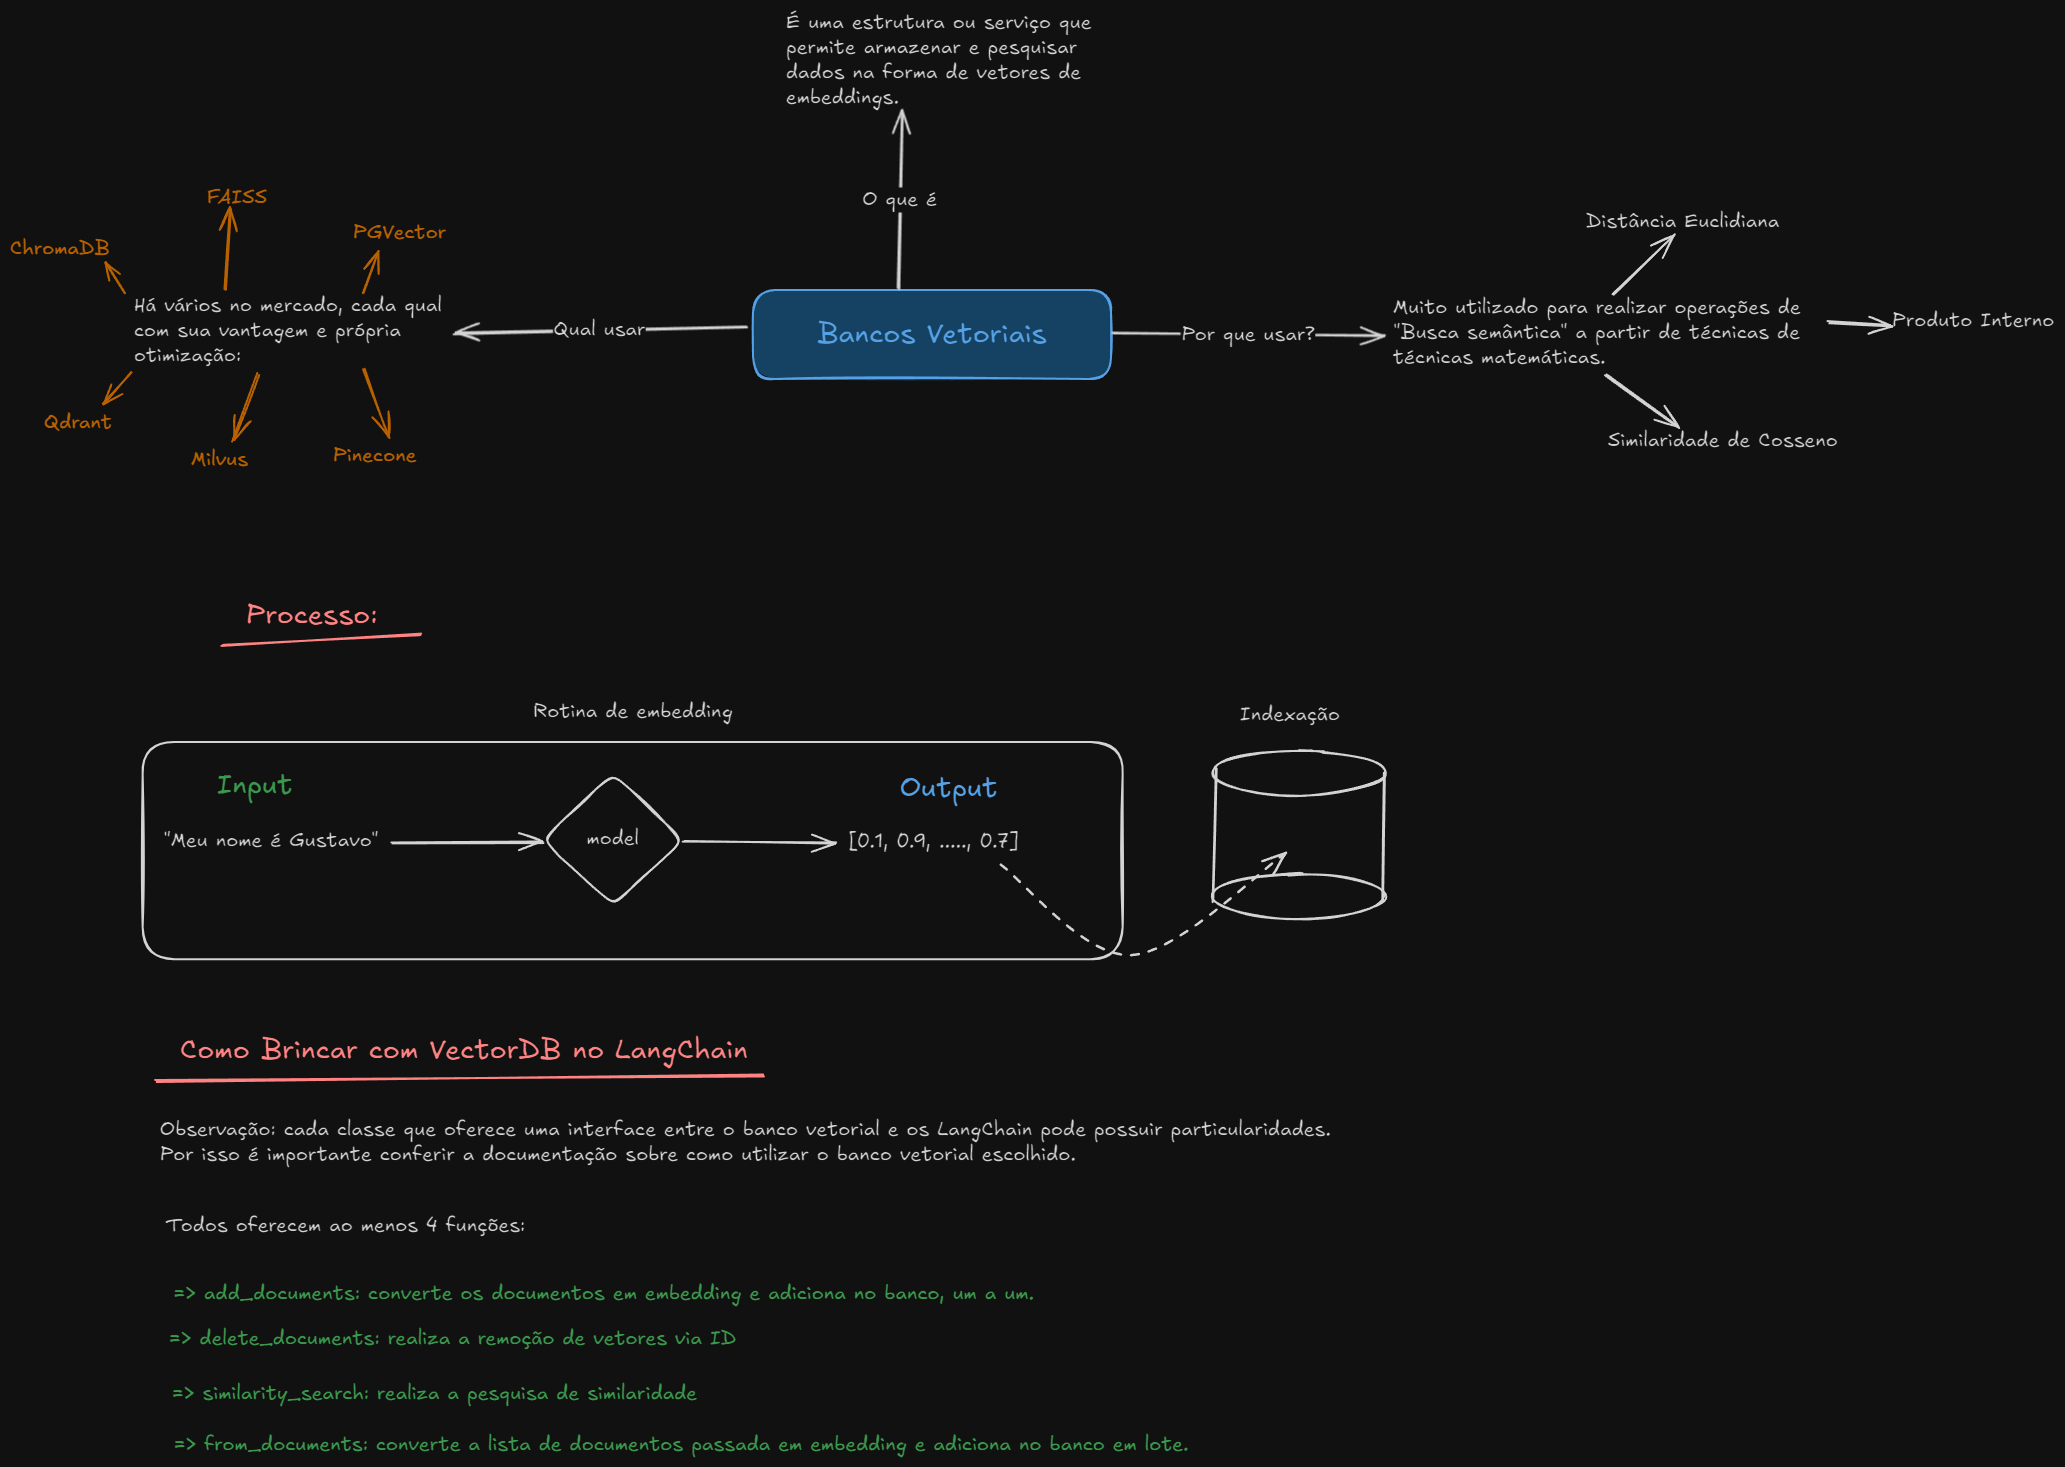 É uma estrutura ou serviço que
permite armazenar e pesquisar
dados na forma de vetores de
embeddings.
O que é
FAISS
PGVector
ChromaDB
Há vários no mercado, cada qual
com sua vantagem e própria
otimização:
Qdrant
Milvus
Pinecone
Qual usar
Bancos Vetoriais
Por que usar?
Distância Euclidiana
Muito utilizado para realizar operações de
"Busca semântica" a partir de técnicas de
técnicas matemáticas.
Produto Interno
Similaridade de Cosseno
Processo:
Rotina de embedding
Indexação
Input
Output
"Meu nome é Gustavo"
model
[0.1, 0.9, ....., 0.7]
Como Brincar com VectorDB no LangChain
Observação: cada classe que oferece uma interface entre o banco vetorial e os LangChain pode possuir particularidades.
Por isso é importante conferir a documentação sobre como utilizar o banco vetorial escolhido.
Todos oferecem ao menos 4 funções:
=> add_documents: converte os documentos em embedding e adiciona no banco, um a um.
=> delete_documents: realiza a remoção de vetores via ID
=> similarity_search: realiza a pesquisa de similaridade
=> from_documents: converte a lista de documentos passada em embedding e adiciona no banco em lote.